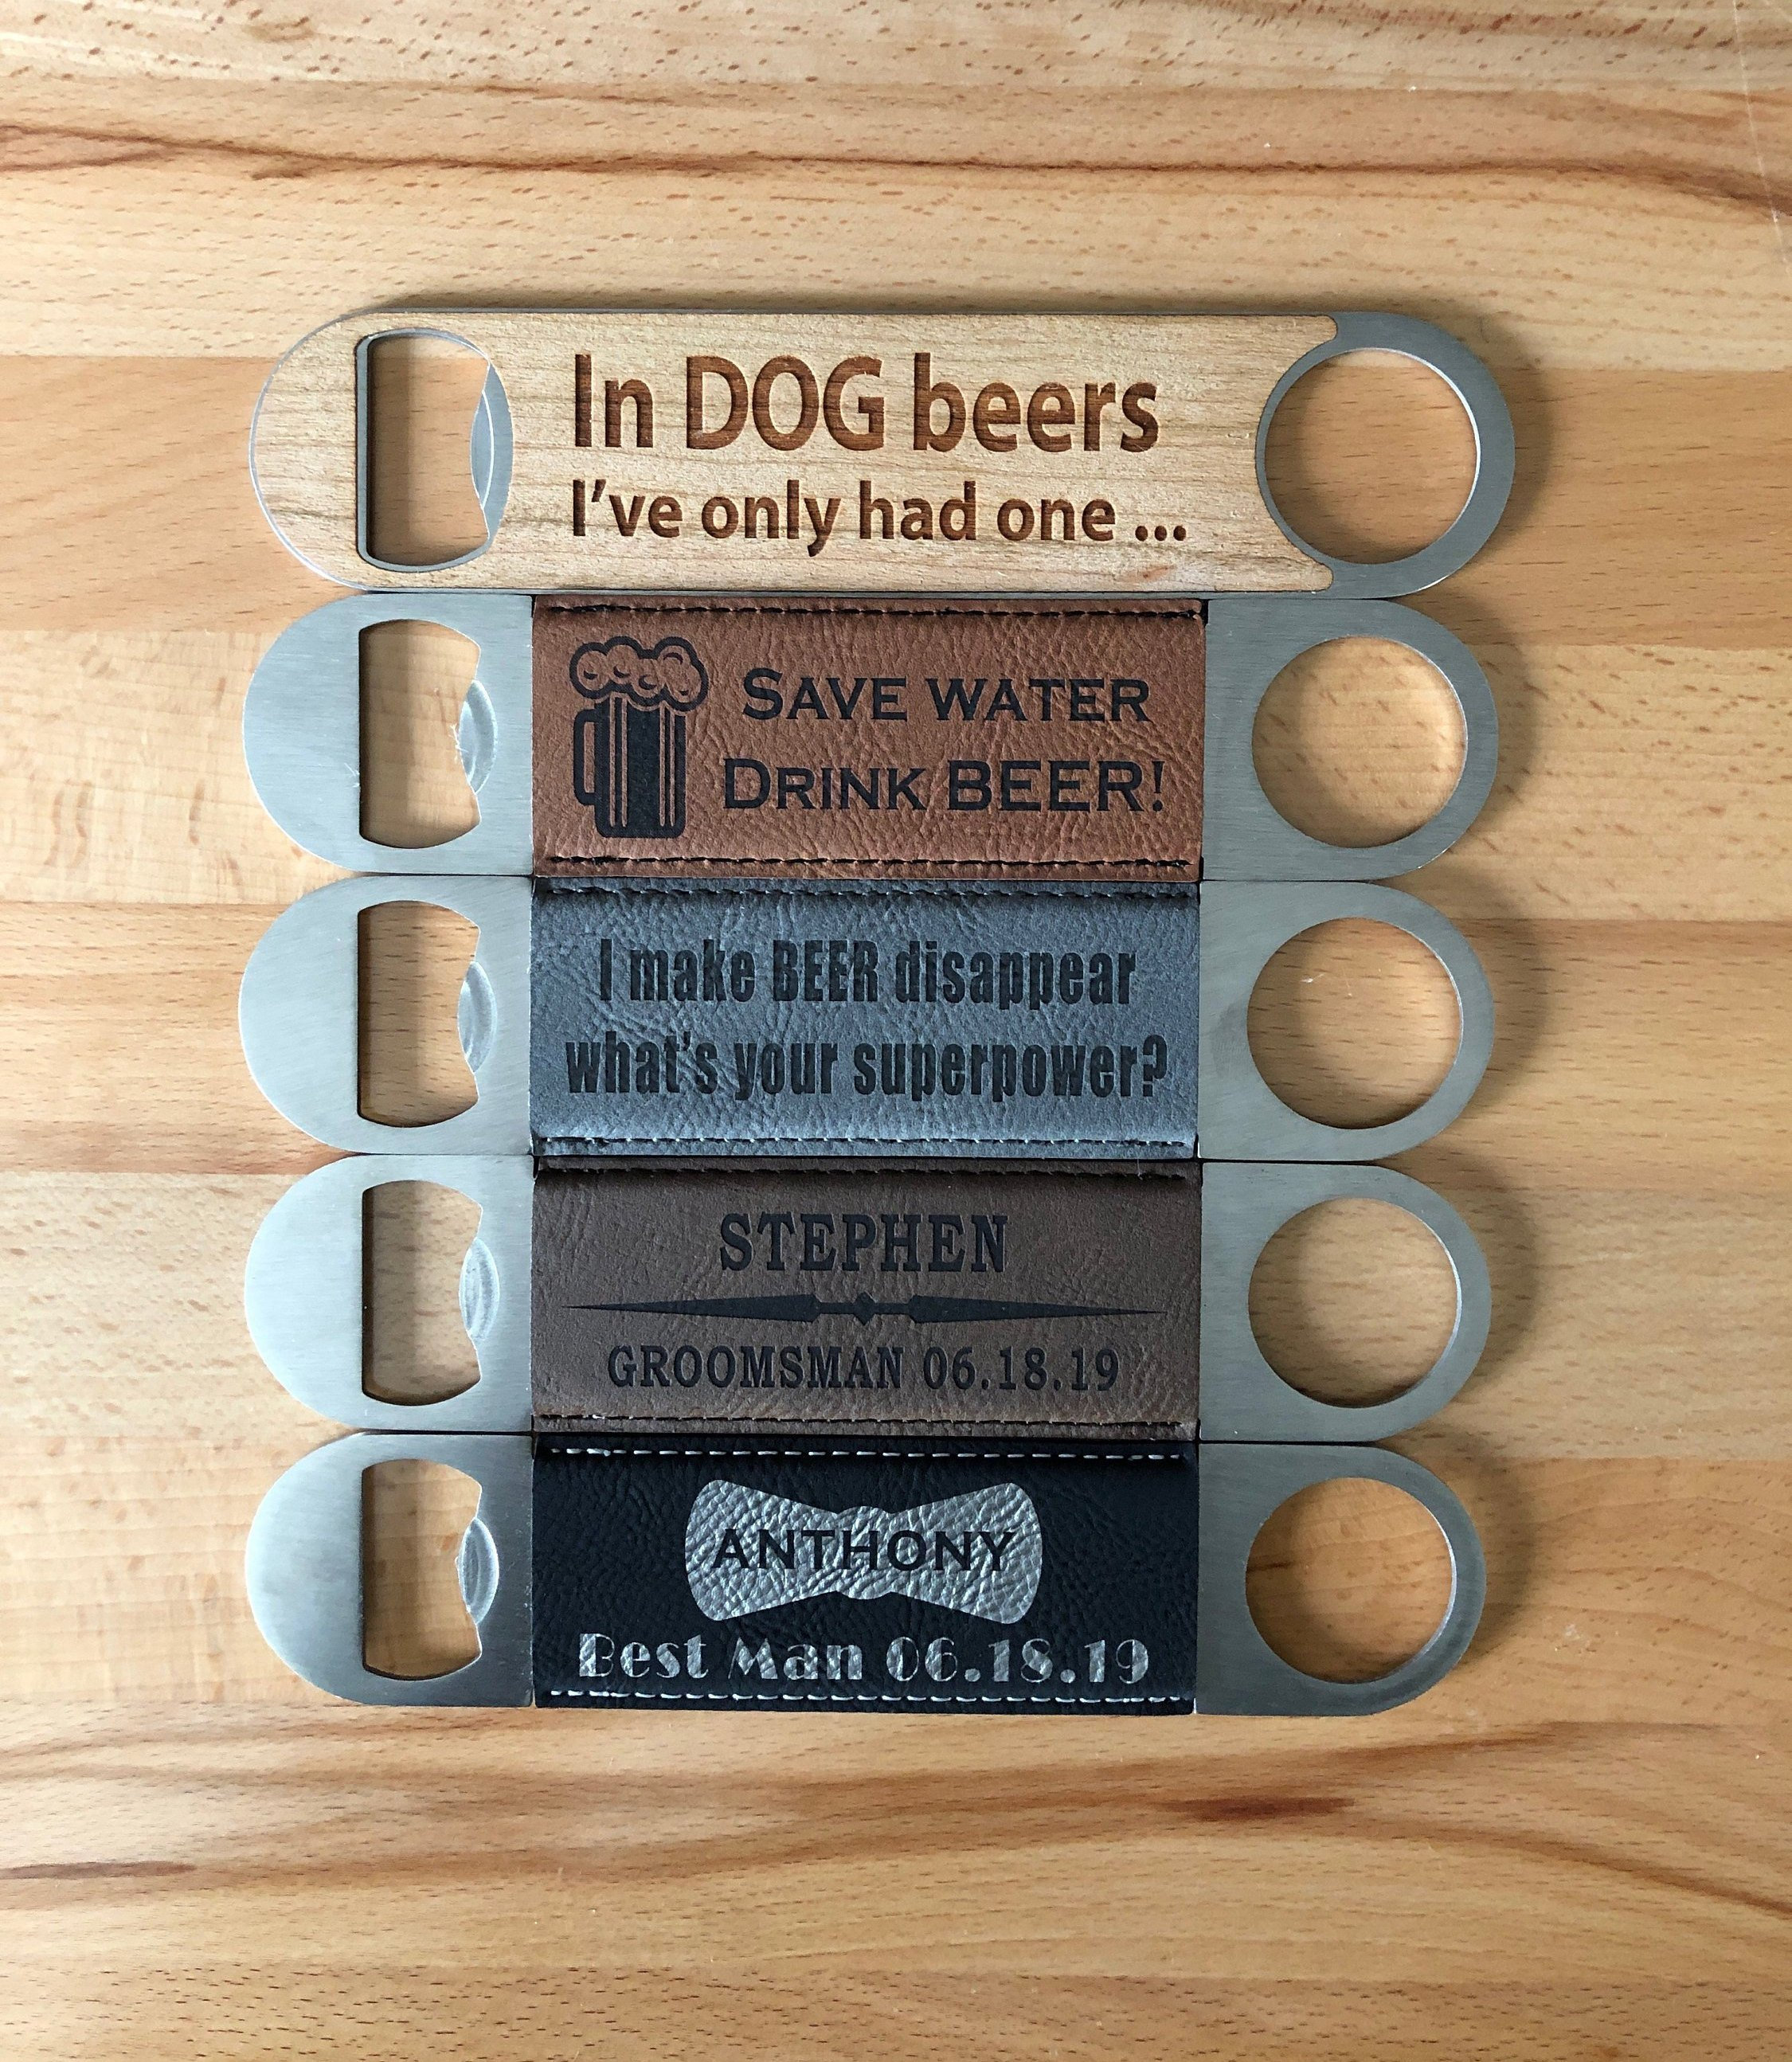 In DOG beers
I've only had one ...
SAVE WATER
DRINK BEER!
I make BEER disappear
what's your superpower?
STEPHEN
GROOMSMAN 06.18.19
ANTHONY
Best Man 06.18.19